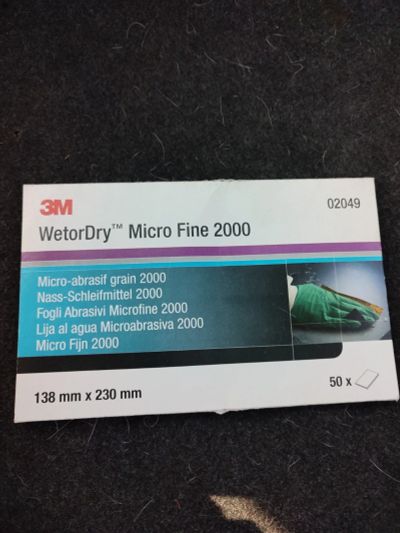 3M
02049
WetorDry™ Micro Fine 2000
Micro-abrasif grain 2000
Nass-Schleifmittel 2000
Fogli Abrasivi Microfine 2000
Lija al agua Microabrasiva 2000
Micro Fijn 2000
138 mm x 230 mm
50 x